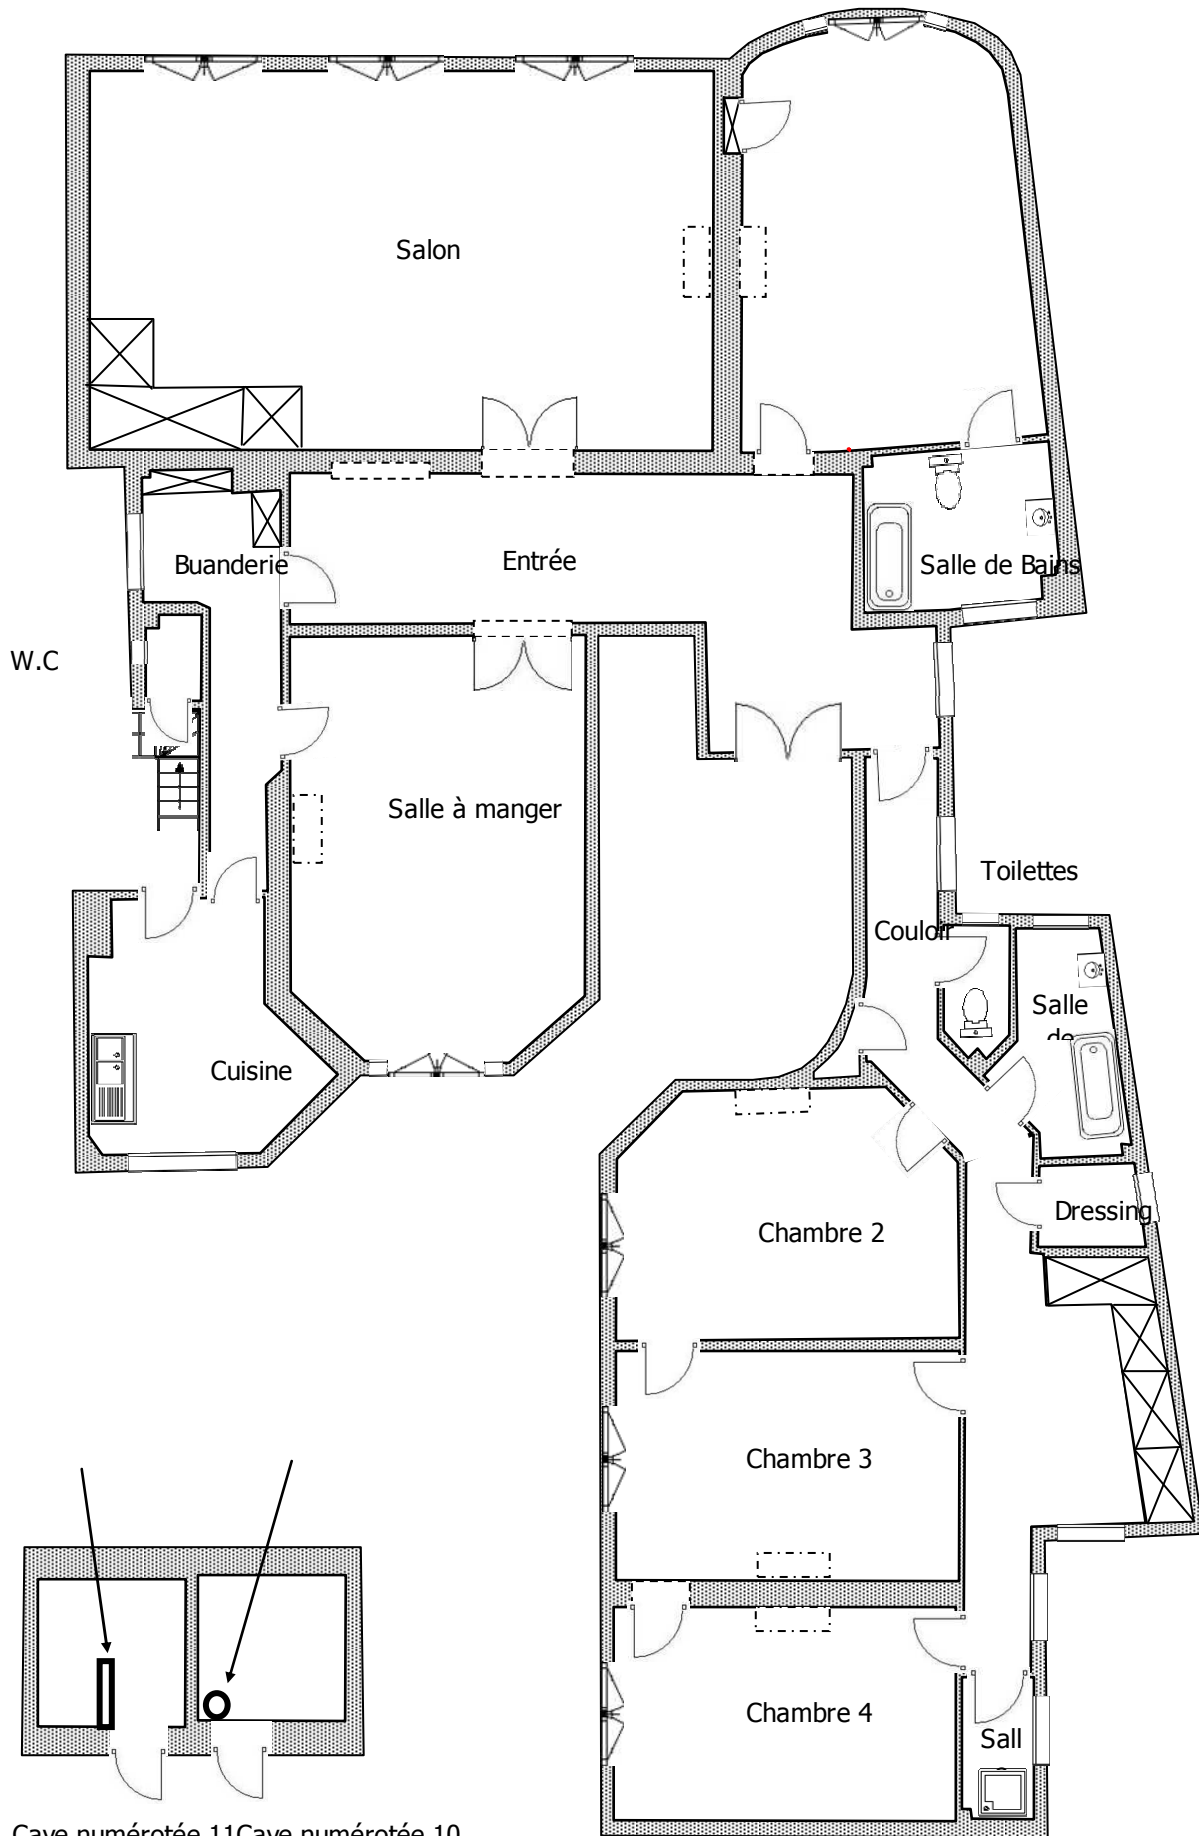 Salon
Entrée
Buanderie
Salle de Bains
W.C
Salle à manger
Toilettes
Couloir
Salle
de
Cuisine
Dressing
Chambre 2
Chambre 3
Chambre 4
Sall
Cave numérotée 11Cave numérotée 10